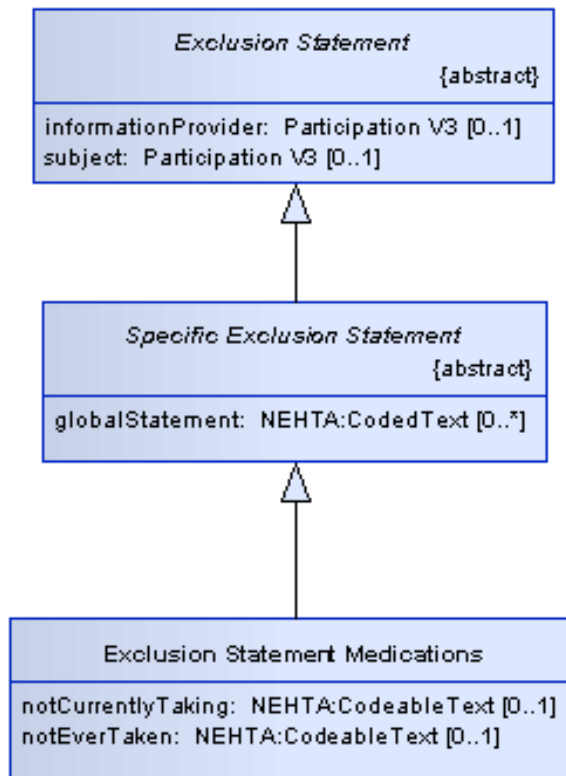 Exclusion Statement
{abstract}
informationProvider: Participation V3 [0..1]
subject: Participation V3 [0..1]
Specific Exclusion Statement
{abstract}
globalStatement: NEHTA:CodedText [0..*]
Exclusion Statement Medications
notCurrentlyTaking: NEHTA:CodeableText [0..1]
notEverTaken: NEHTA:CodeableText [0..1]